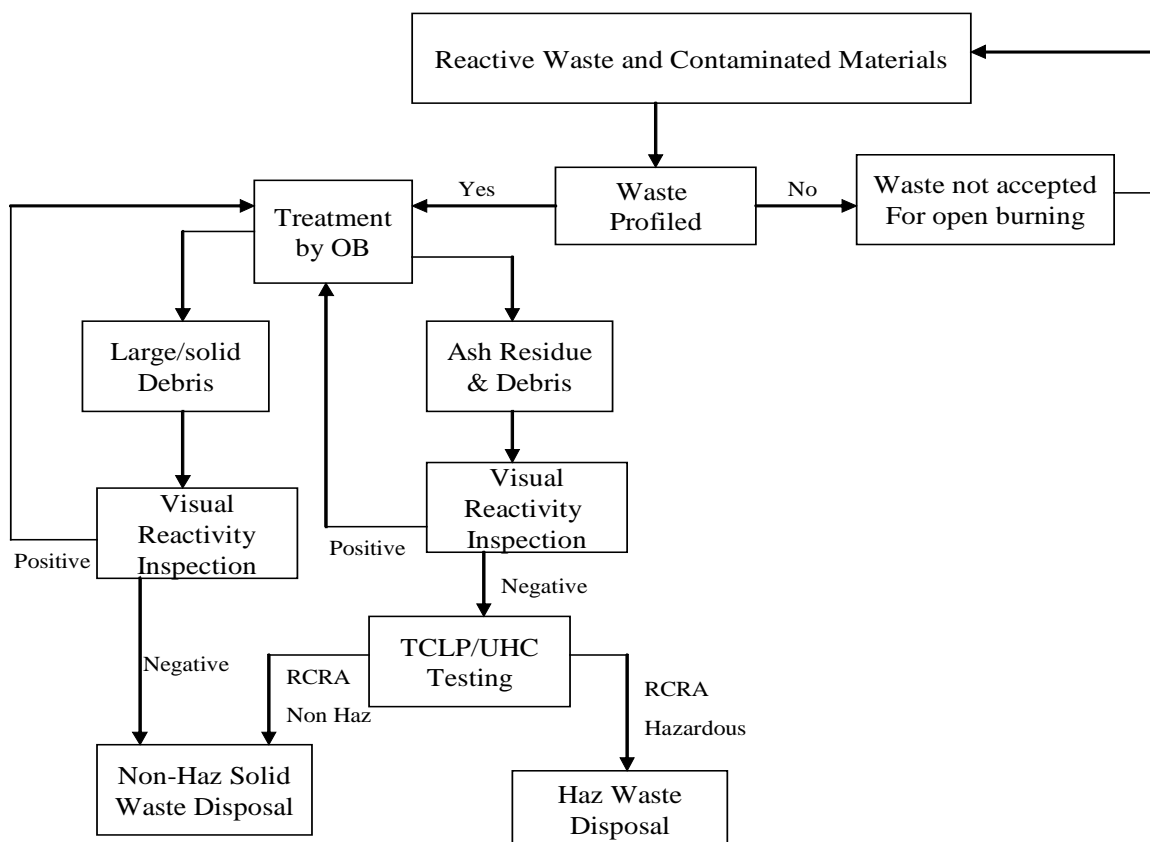 Reactive Waste and Contaminated Materials
Yes
Waste
Profiled
No
Waste not accepted
For open burning
Treatment
by OB
Large/solid
Debris
Ash Residue
& Debris
Visual
Reactivity
Inspection
Positive
Visual
Reactivity
Inspection
Positive
Negative
Negative
TCLP/UHC
Testing
RCRA
Non Haz
RCRA
Hazardous
Non-Haz Solid
Waste Disposal
Haz Waste
Disposal